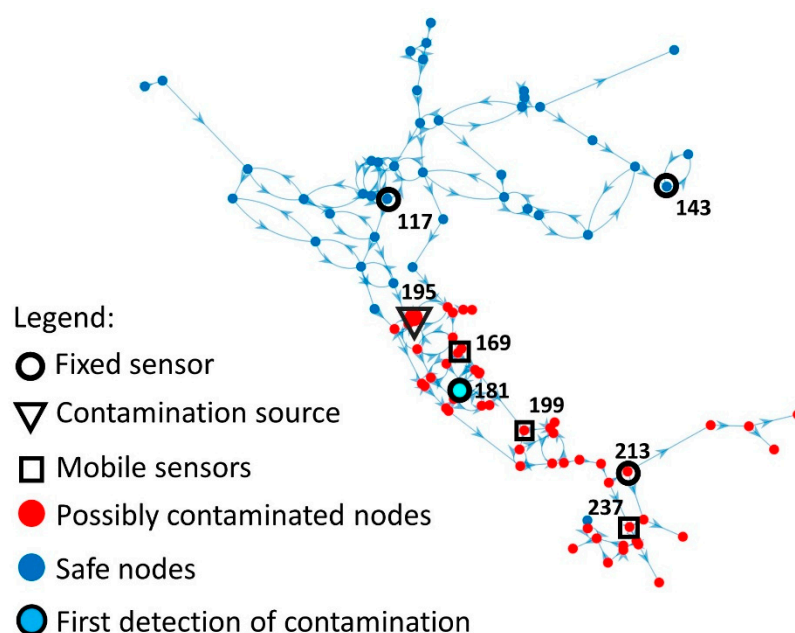 117
143
195
169
181
199
213
237
Legend:
Fixed sensor
Contamination source
Mobile sensors
Possibly contaminated nodes
Safe nodes
First detection of contamination